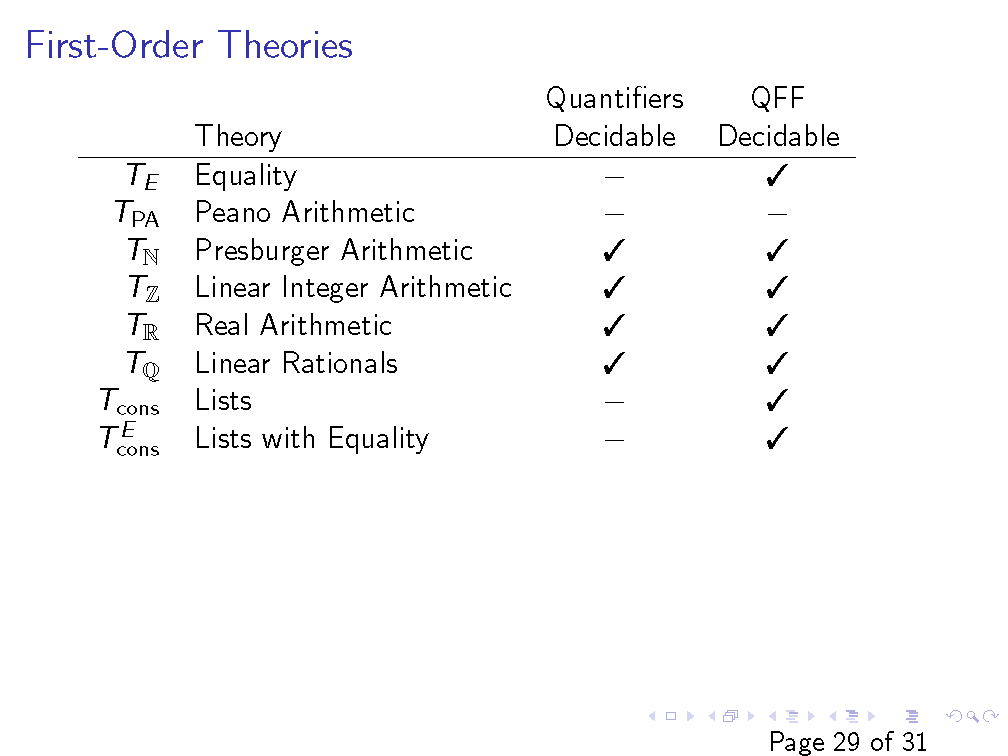 First-Order Theories
Quantifiers QFF
Theory Decidable Decidable
T_E Equality – ✓
T_PA Peano Arithmetic – –
T_ℕ Presburger Arithmetic ✓ ✓
T_ℤ Linear Integer Arithmetic ✓ ✓
T_ℝ Real Arithmetic ✓ ✓
T_ℚ Linear Rationals ✓ ✓
T_cons Lists – ✓
T^E_cons Lists with Equality – ✓
Page 29 of 31